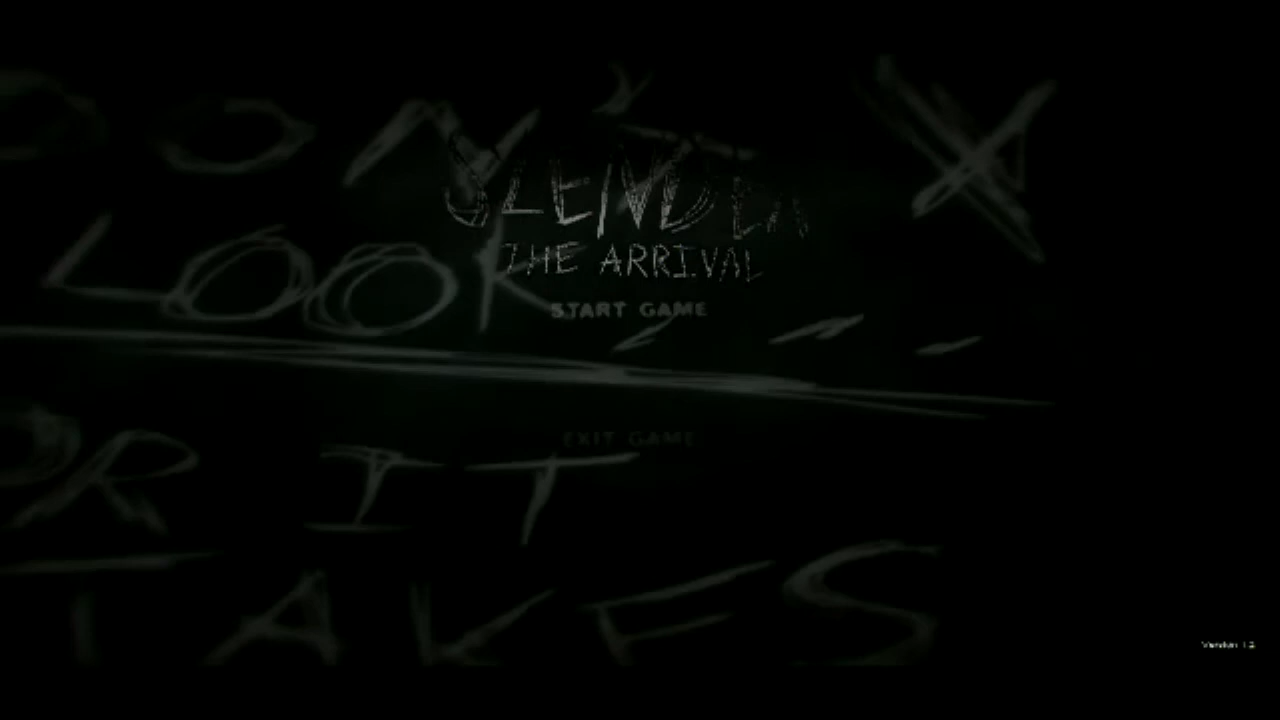 DON'T
LOOK...
OR IT
TAKES
SLENDER
THE ARRIVAL
START GAME
EXIT GAME